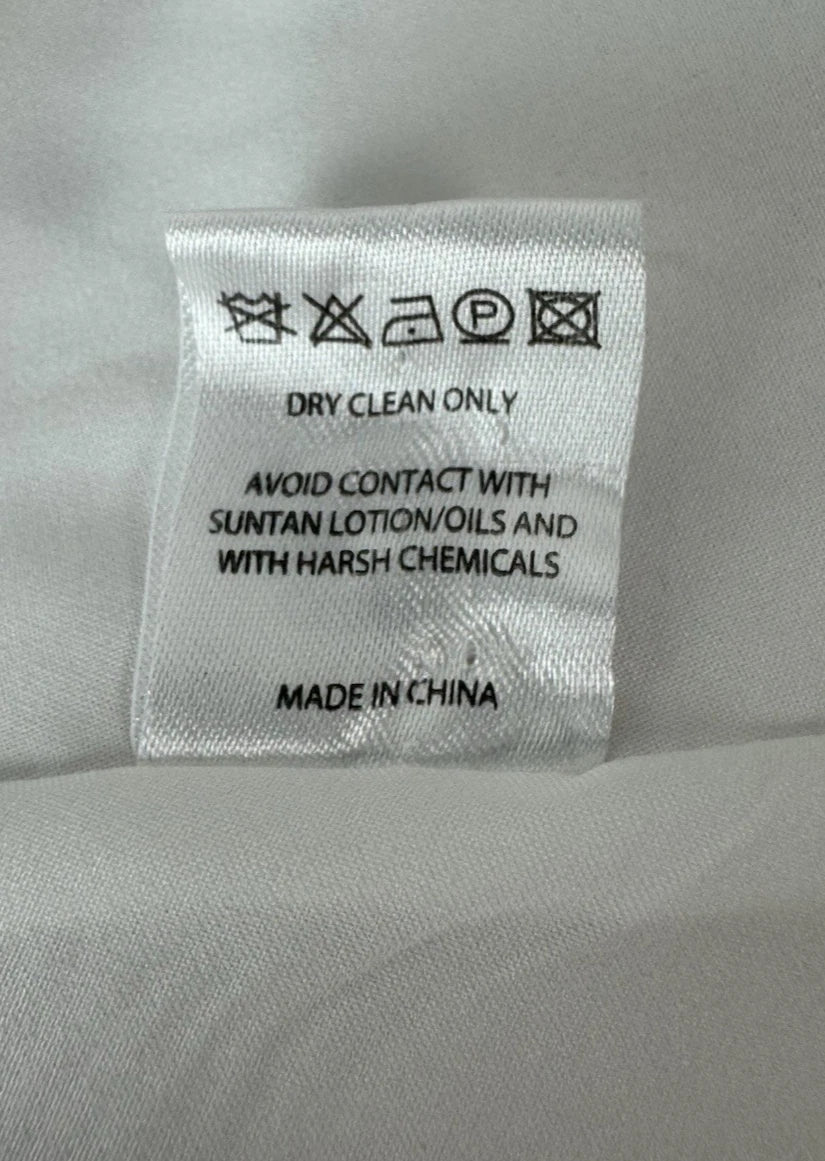 P
DRY CLEAN ONLY
AVOID CONTACT WITH
SUNTAN LOTION/OILS AND
WITH HARSH CHEMICALS
MADE IN CHINA